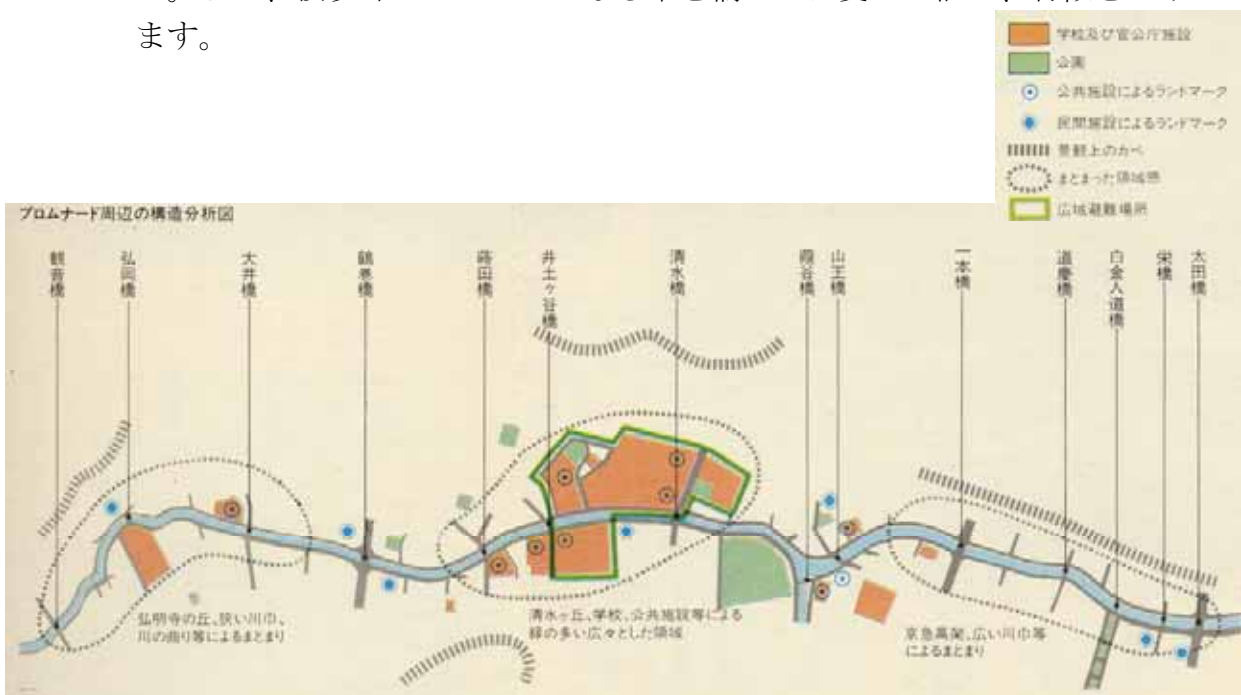 ます。
学校及び官公庁施設
公園
公共施設によるランドマーク
民間施設によるランドマーク
景観上のカベ
まとまった領域感
広域避難場所
プロムナード周辺の構造分析図
観音橋
弘岡橋
大井橋
鶴巻橋
蒔田橋
井土ヶ谷橋
清水橋
霞谷橋
山王橋
一本橋
道慶橋
白金人道橋
栄橋
太田橋
弘明寺の丘、狭い川巾、
川の曲り等によるまとまり
清水ヶ丘、学校、公共施設等による
緑の多い広々とした領域
京急高架、広い川巾等
によるまとまり